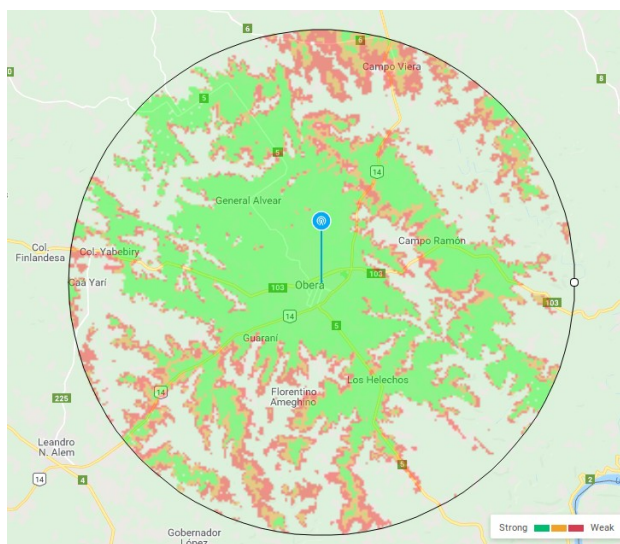 6
6
Campo Viera
0
8
5
5
14
General Alvear
Col.
Finlandesa
Col. Yabebiry
Campo Ramón
Caá Yarí
103
Oberá
103
103
14
5
Guaraní
Los Helechos
14
Florentino
Ameghino
225
Leandro
N. Alem
14
4
5
2
Gobernador
López
Strong
Weak